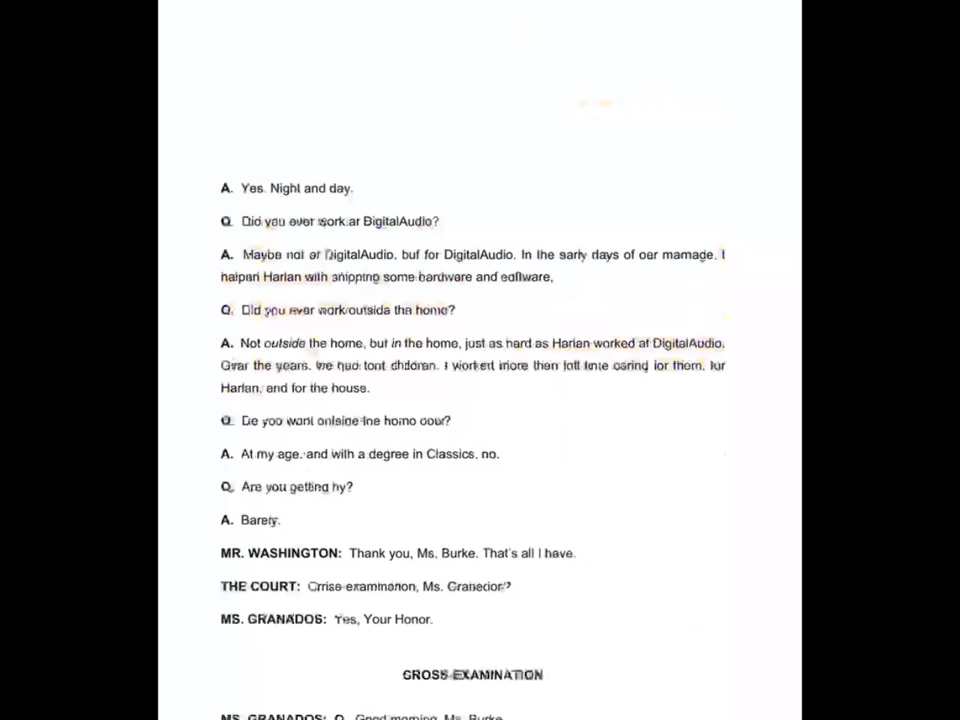 A. Yes. Night and day.
Q. Did you ever work at DigitalAudio?
A. Maybe not at DigitalAudio, but for DigitalAudio. In the early days of our marriage, I
Harlan with shipping some hardware and software.
Q. Did you ever work outside the home?
A. Not outside the home, but in the home, just as hard as Harlan worked at DigitalAudio.
Over the years, we had children. I worked more than full time caring for them, for
Harlan, and for the house.
Q. Do you the home
A. At my age, and with a degree in Classics, no.
Q. Are you getting by?
A. Barely.
MR. WASHINGTON: Thank you, Ms. Burke. That's all I have.
THE COURT: Cross-examination, Ms. Granados?
MS. GRANADOS: Yes, Your Honor.
CROSS-EXAMINATION
MS. GRANADOS: Q. Good morning, Ms. Burke.